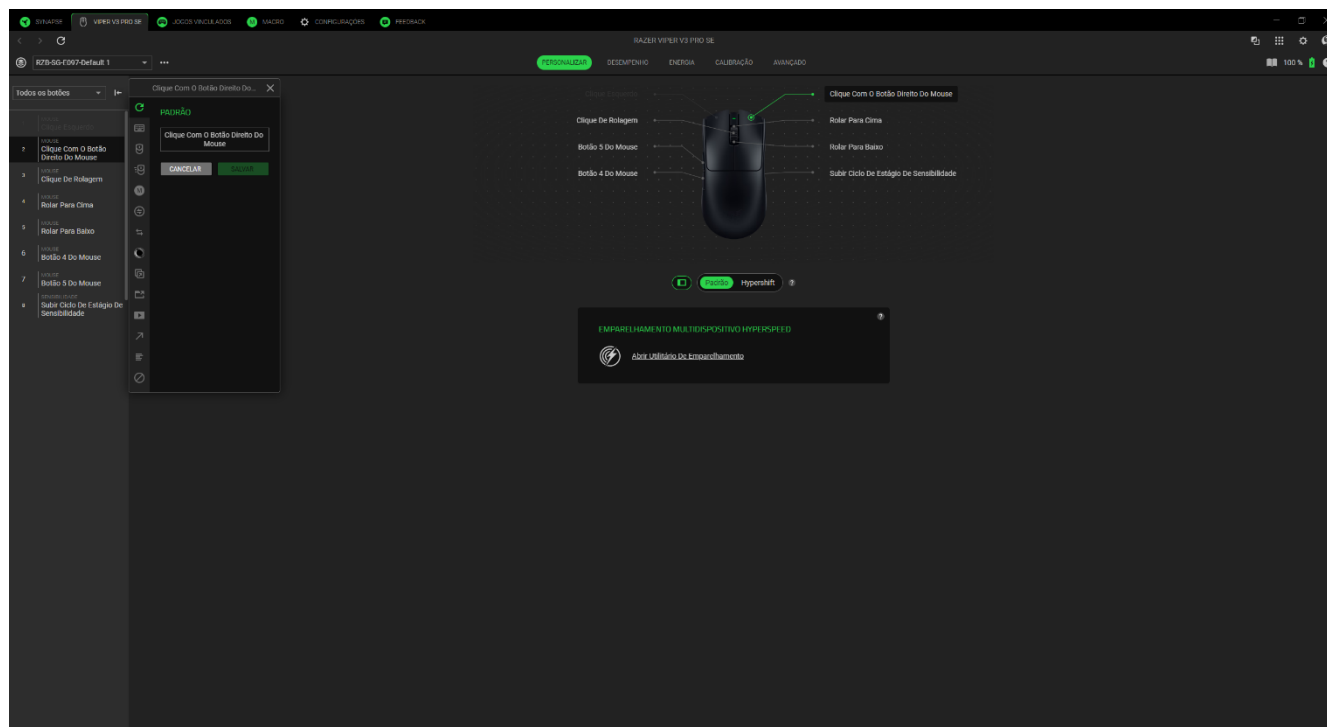 SYNAPSE
VIPER V3 PRO SE
JOGOS VINCULADOS
M
MACRO
CONFIGURAÇÕES
FEEDBACK
RAZER VIPER V3 PRO SE
RZ8-SG-E097-Default 1
PERSONALIZAR
DESEMPENHO
ENERGIA
CALIBRAÇÃO
AVANÇADO
100 %
Todos os botões
Clique Com O Botão Direito Do...
PADRÃO
Clique Com O Botão Direito Do
Mouse
CANCELAR
SALVAR
2
MOUSE
Clique Com O Botão
Direito Do Mouse
3
MOUSE
Clique De Rolagem
4
MOUSE
Rolar Para Cima
5
MOUSE
Rolar Para Baixo
6
MOUSE
Botão 4 Do Mouse
7
MOUSE
Botão 5 Do Mouse
8
SENSIBILIDADE
Subir Ciclo De Estágio De
Sensibilidade
M
Clique Com O Botão Direito Do Mouse
Clique De Rolagem
Rolar Para Cima
Botão 5 Do Mouse
Rolar Para Baixo
Botão 4 Do Mouse
Subir Ciclo De Estágio De Sensibilidade
Padrão
Hypershift
?
EMPARELHAMENTO MULTIDISPOSITIVO HYPERSPEED
?
Abrir Utilitário De Emparelhamento